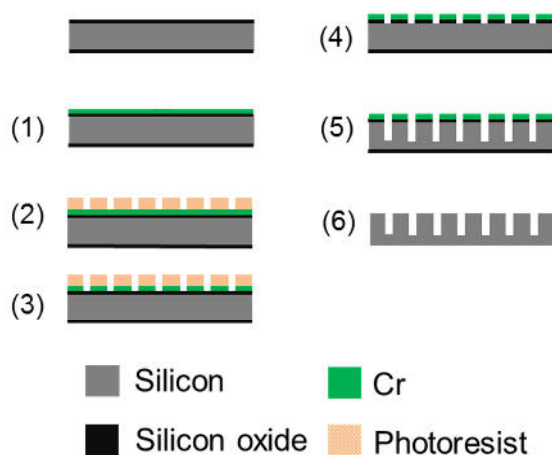 (1)
(2)
(3)
(4)
(5)
(6)
Silicon
Cr
Silicon oxide
Photoresist